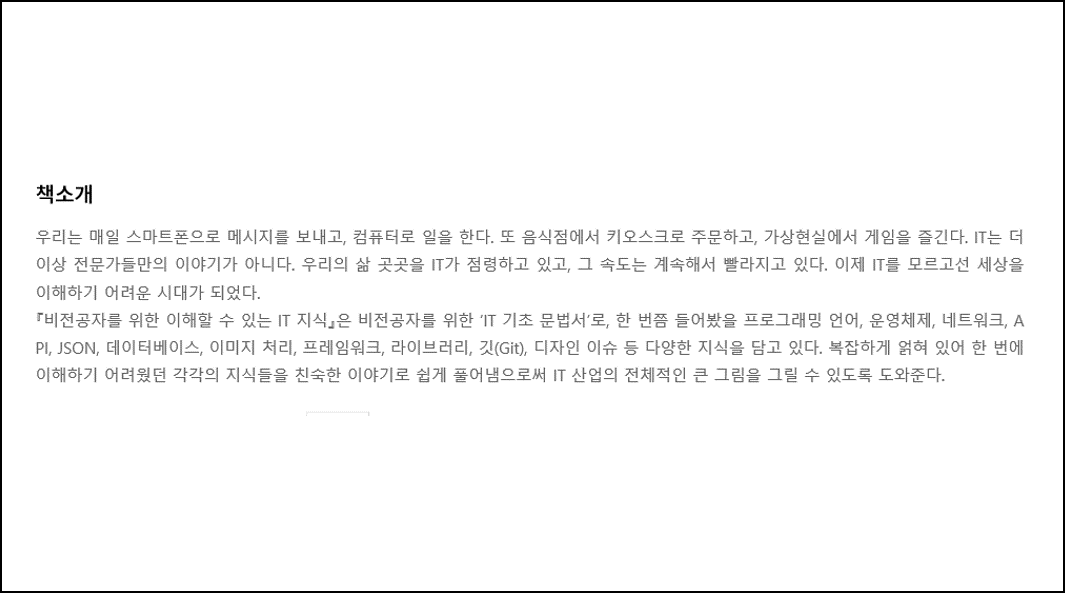 책소개
우리는 매일 스마트폰으로 메시지를 보내고, 컴퓨터로 일을 한다. 또 음식점에서 키오스크로 주문하고, 가상현실에서 게임을 즐긴다. IT는 더
이상 전문가들만의 이야기가 아니다. 우리의 삶 곳곳을 IT가 점령하고 있고, 그 속도는 계속해서 빨라지고 있다. 이제 IT를 모르고선 세상을
이해하기 어려운 시대가 되었다.
『비전공자를 위한 이해할 수 있는 IT 지식』은 비전공자를 위한 ‘IT 기초 문법서’로, 한 번쯤 들어봤을 프로그래밍 언어, 운영체제, 네트워크, A
PI, JSON, 데이터베이스, 이미지 처리, 프레임워크, 라이브러리, 깃(Git), 디자인 이슈 등 다양한 지식을 담고 있다. 복잡하게 얽혀 있어 한 번에
이해하기 어려웠던 각각의 지식들을 친숙한 이야기로 쉽게 풀어냄으로써 IT 산업의 전체적인 큰 그림을 그릴 수 있도록 도와준다.